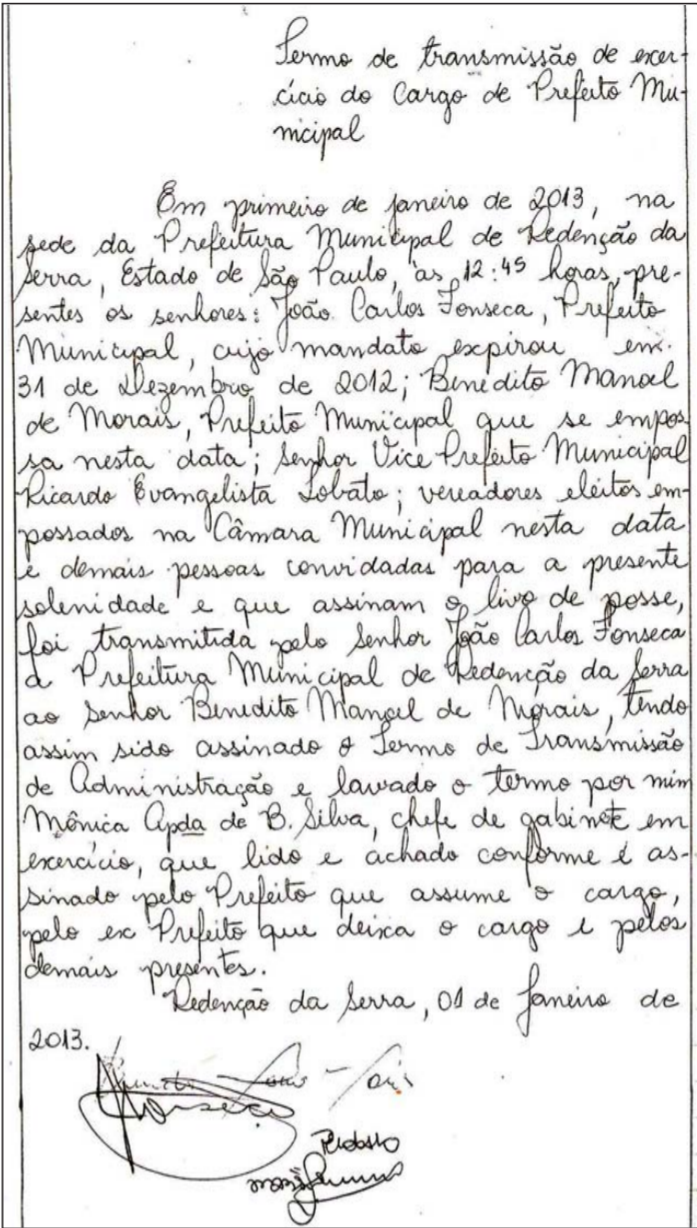 Termo de transmissão de exer-
cício do Cargo de Prefeito Mu-
nicipal
Em primeiro de janeiro de 2013, na
sede da Prefeitura Municipal de Redenção da
Serra, Estado de São Paulo, às 12:45 horas, pre-
sentes os senhores: João Carlos Fonseca, Prefeito
Municipal, cujo mandato expirou em
31 de Dezembro de 2012; Benedito Manoel
de Morais, Prefeito Municipal que se empos
sa nesta data; Senhor Vice Prefeito Municipal
Ricardo Evangelista Lobato; vereadores eleitos em-
possados na Câmara Municipal nesta data
e demais pessoas convidadas para a presente
solenidade e que assinam o livo de posse,
foi transmitida pelo Senhor João Carlos Fonseca
a Prefeitura Municipal de Redenção da Serra
ao Senhor Benedito Manoel de Morais, tendo
assim sido assinado o Termo de Transmissão
de Administração e lavado o termo por mim
Mônica Apda de B. Silva, chefe de gabinete em
exercício, que lido e achado conforme é as-
sinado pelo Prefeito que assume o cargo,
pelo ex Prefeito que deixa o cargo e pelos
demais presentes.
Redenção da Serra, 01 de Janeiro de
2013.
Fonseca